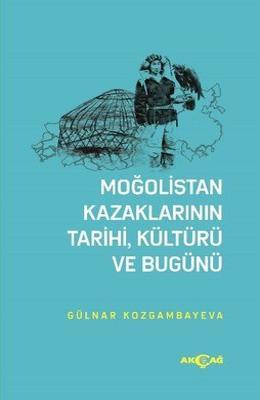 MOĞOLİSTAN
KAZAKLARININ
TARİHİ, KÜLTÜRÜ
VE BUGÜNÜ
GÜLNAR KOZGAMBAYEVA
AKÇAĞ